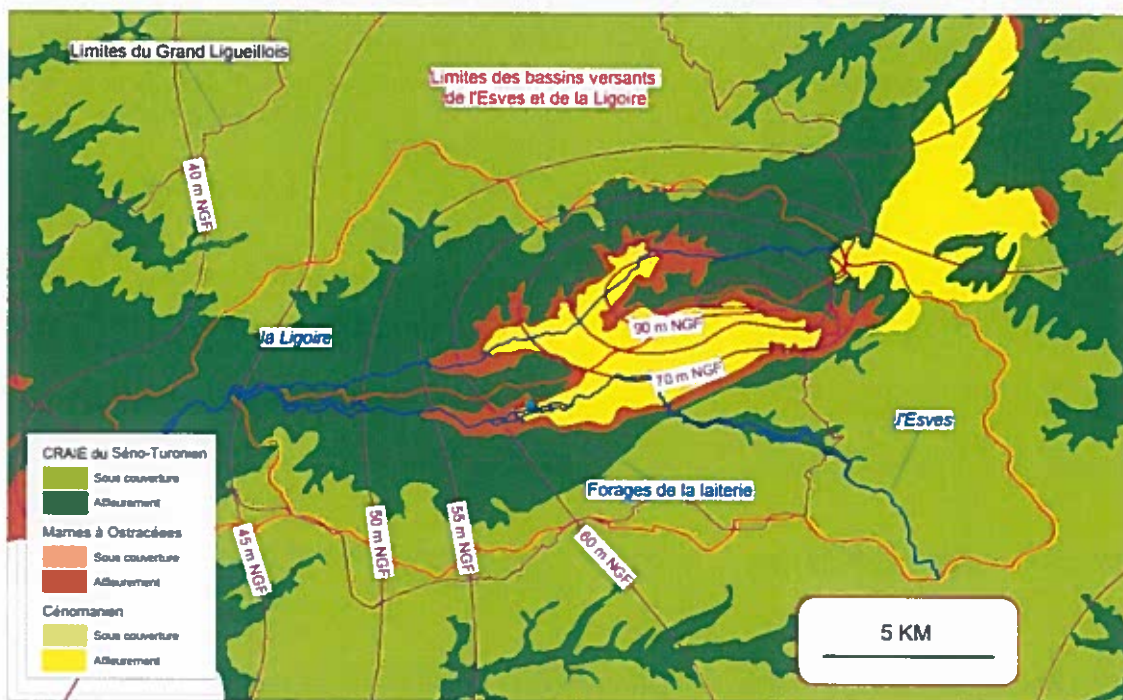 Limites du Grand Ligueillois
Limites des bassins versants
de l'Esves et de la Ligoire
40 m NGF
la Ligoire
90 m NGF
70 m NGF
l'Esves
Forages de la laiterie
45 m NGF
50 m NGF
55 m NGF
60 m NGF
CRAIE du Séno-Turonien
Sous couverture
Affleurement
Marnes à Ostracées
Sous couverture
Affleurement
Cénomanien
Sous couverture
Affleurement
5 KM